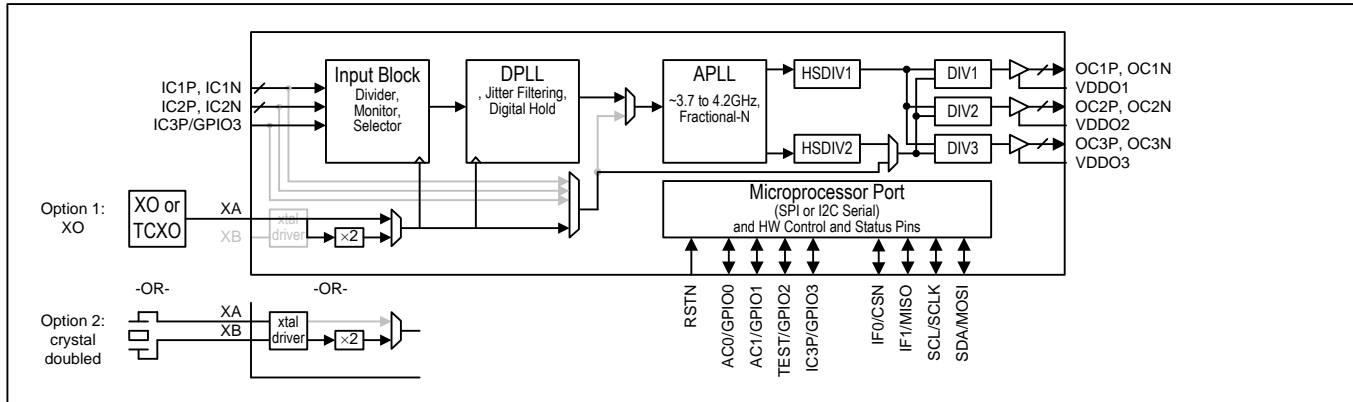 Input Block
Divider,
Monitor,
Selector
DPLL
, Jitter Filtering,
Digital Hold
APLL
~3.7 to 4.2GHz,
Fractional-N
HSDIV1
HSDIV2
DIV1
DIV2
DIV3
IC1P, IC1N
IC2P, IC2N
IC3P/GPIO3
OC1P, OC1N
VDDO1
OC2P, OC2N
VDDO2
OC3P, OC3N
VDDO3
Option 1:
XO
XO or
TCXO
XA
XB
xtal
driver
×2
Microprocessor Port
(SPI or I2C Serial)
and HW Control and Status Pins
RSTN
AC0/GPIO0
AC1/GPIO1
TEST/GPIO2
IC3P/GPIO3
IF0/CSN
IF1/MISO
SCL/SCLK
SDA/MOSI
-OR-
-OR-
Option 2:
crystal
doubled
XA
XB
xtal
driver
×2